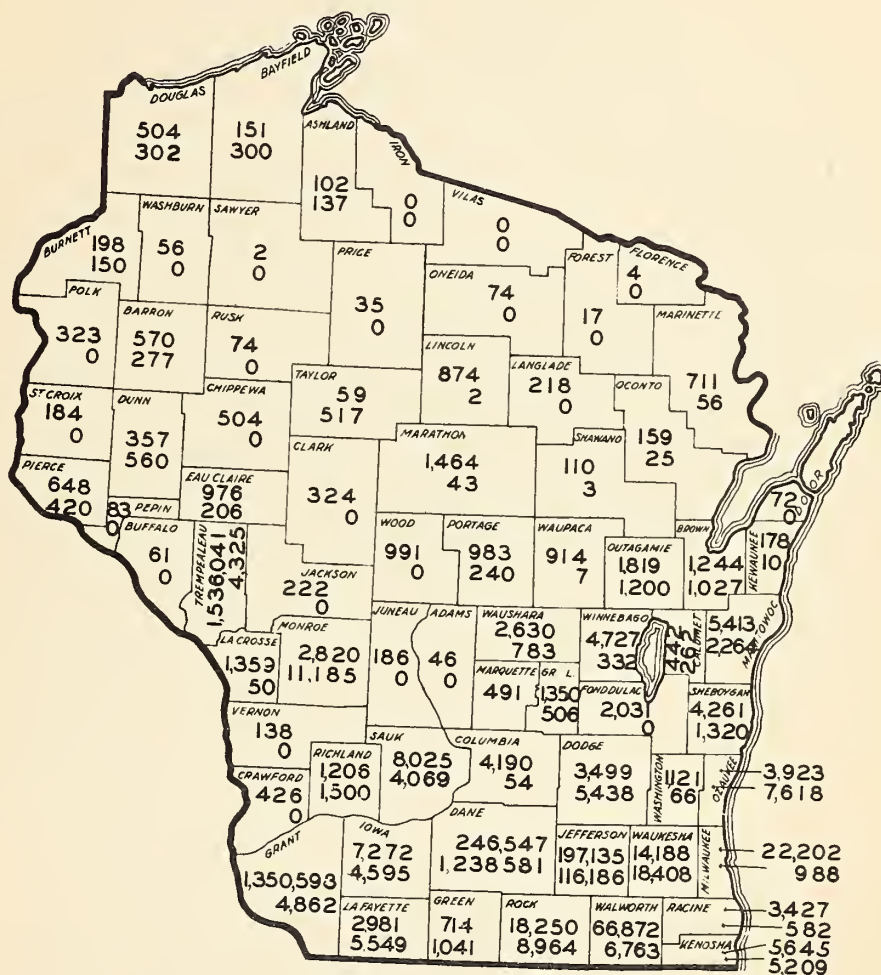 DOUGLAS
504
302
BAYFIELD
151
300
ASHLAND
102
137
IRON
0
0
VILAS
0
0
BURNETT
198
150
WASHBURN
56
0
SAWYER
2
0
PRICE
35
0
ONEIDA
74
0
FOREST
17
0
FLORENCE
4
0
MARINETTE
711
56
POLK
323
0
BARRON
570
277
RUSK
74
0
LINCOLN
874
2
LANGLADE
218
0
OCONTO
159
25
ST CROIX
184
0
DUNN
357
560
CHIPPEWA
504
0
TAYLOR
59
517
CLARK
324
0
MARATHON
1,464
43
SHAWANO
110
3
PIERCE
648
420
83
0
PEPIN
EAU CLAIRE
976
206
DOOR
72
0
BUFFALO
61
0
TREMPEALEAU
1,536,041
4,325
JACKSON
222
0
WOOD
991
0
PORTAGE
983
240
WAUPACA
914
7
OUTAGAMIE
1,819
1,200
BROWN
1,244
1,027
KEWAUNEE
178
10
LA CROSSE
1,359
50
MONROE
2,820
11,185
JUNEAU
186
0
ADAMS
46
0
WAUSHARA
2,630
783
WINNEBAGO
4,727
332
442
262
CALUMET
5,413
2,264
MANITOWOC
MARQUETTE
491
GR L.
1,350
506
FOND DU LAC
2,031
0
SHEBOYGAN
4,261
1,320
VERNON
138
0
RICHLAND
1,206
1,500
SAUK
8,025
4,069
COLUMBIA
4,190
54
DODGE
3,499
5,438
WASHINGTON
1,121
66
OZAUKEE
3,923
7,618
CRAWFORD
426
0
GRANT
1,350,593
4,862
IOWA
7,272
4,595
DANE
246,547
1,238 581
JEFFERSON
197,135
116,186
WAUKESHA
14,188
18,408
MILWAUKEE
22,202
988
LA FAYETTE
2,981
5,549
GREEN
714
1,041
ROCK
18,250
8,964
WALWORTH
66,872
6,763
RACINE
3,427
582
KENOSHA
5,645
5,209